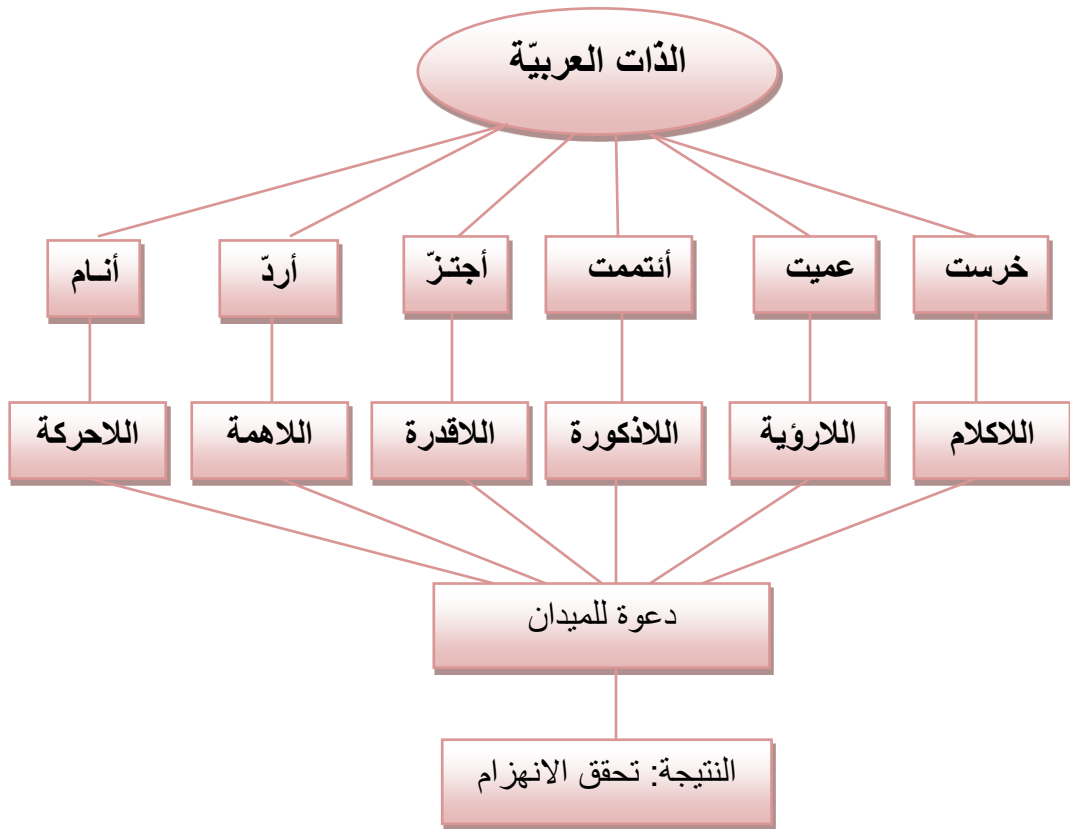 الذّات العربيّة
خرست
عميت
أئتممت
أجتـزّ
أردّ
أنـام
اللاكلام
اللارؤية
اللاذكورة
اللاقدرة
اللاهمة
اللاحركة
دعوة للميدان
النتيجة: تحقق الانهزام